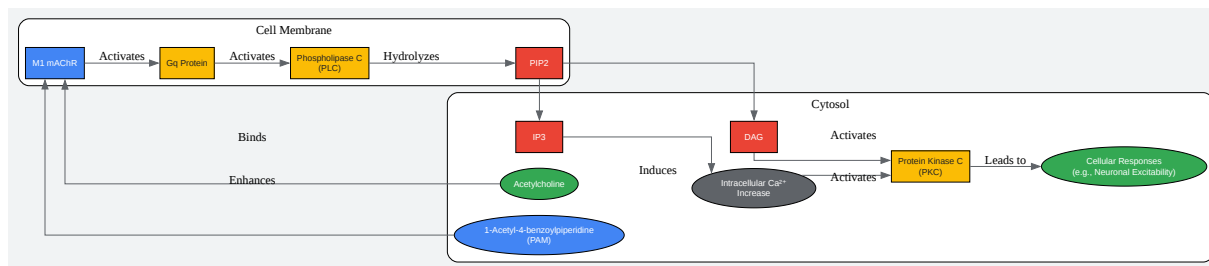 Cell Membrane
M1 mAChR
Activates
Gq Protein
Activates
Phospholipase C
(PLC)
Hydrolyzes
PIP2
Cytosol
Binds
IP3
DAG
Activates
Induces
Protein Kinase C
(PKC)
Leads to
Cellular Responses
(e.g., Neuronal Excitability)
Enhances
Acetylcholine
Intracellular Ca²⁺
Increase
Activates
1-Acetyl-4-benzoylpiperidine
(PAM)